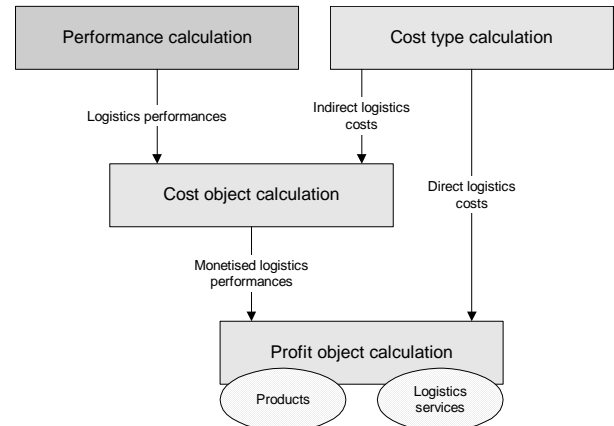 Performance calculation
Cost type calculation
Logistics performances
Indirect logistics
costs
Cost object calculation
Direct logistics
costs
Monetised logistics
performances
Profit object calculation
Products
Logistics
services